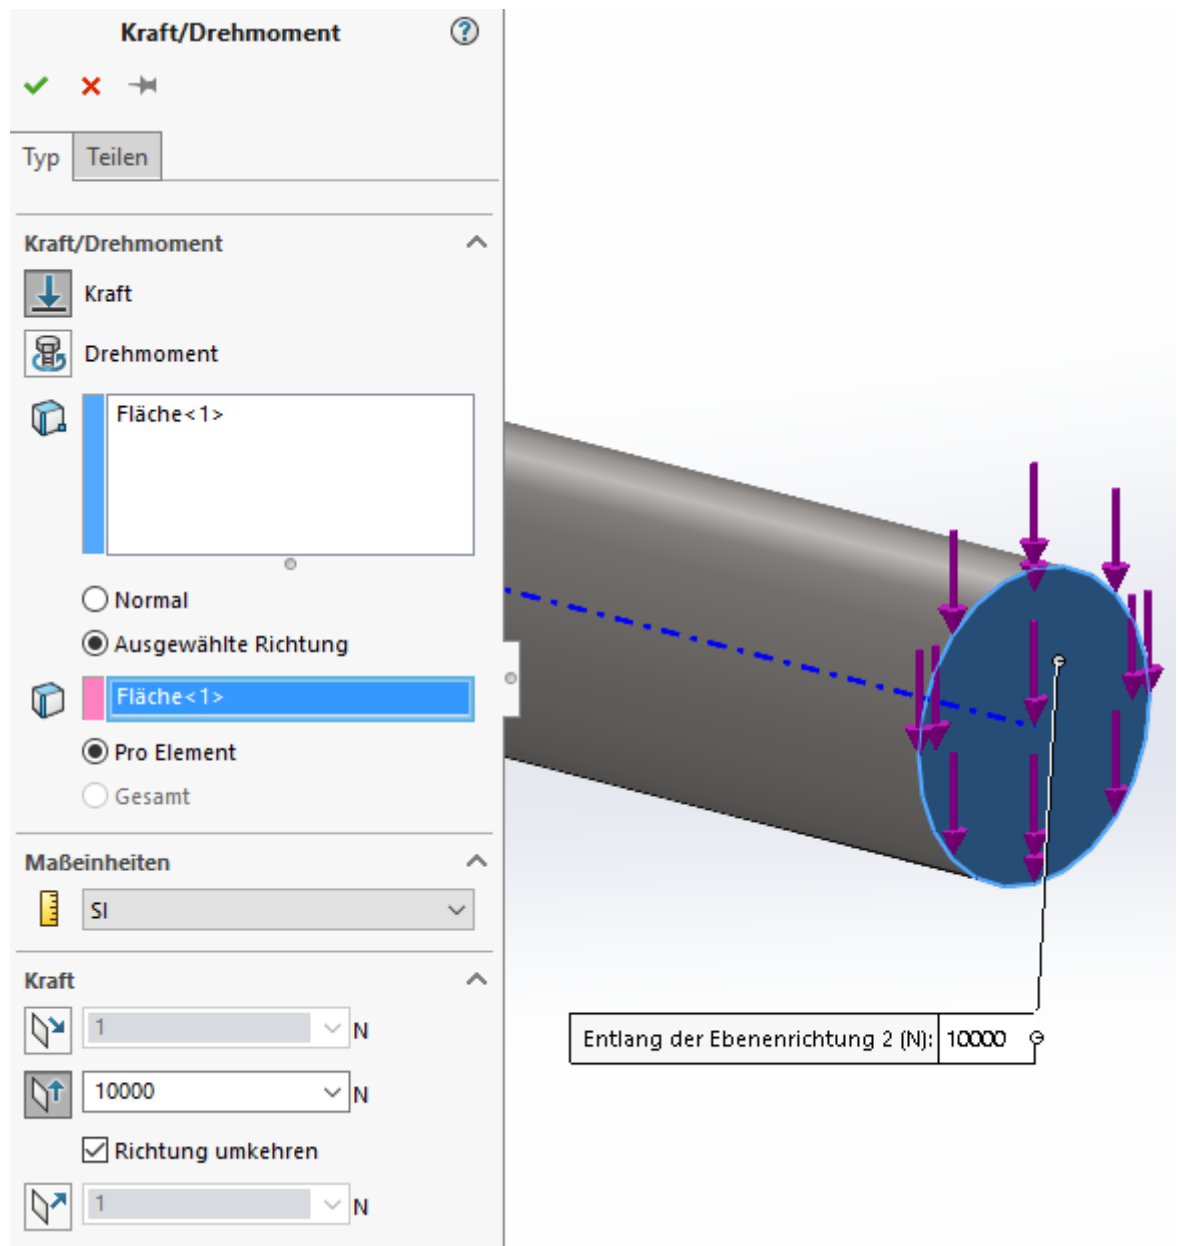 Kraft/Drehmoment
Typ Teilen
Kraft/Drehmoment
Kraft
Drehmoment
Fläche<1>
Normal
Ausgewählte Richtung
Fläche<1>
Pro Element
Gesamt
Maßeinheiten
SI
Kraft
1 N
10000 N
Richtung umkehren
1 N
Entlang der Ebenenrichtung 2 (N): 10000